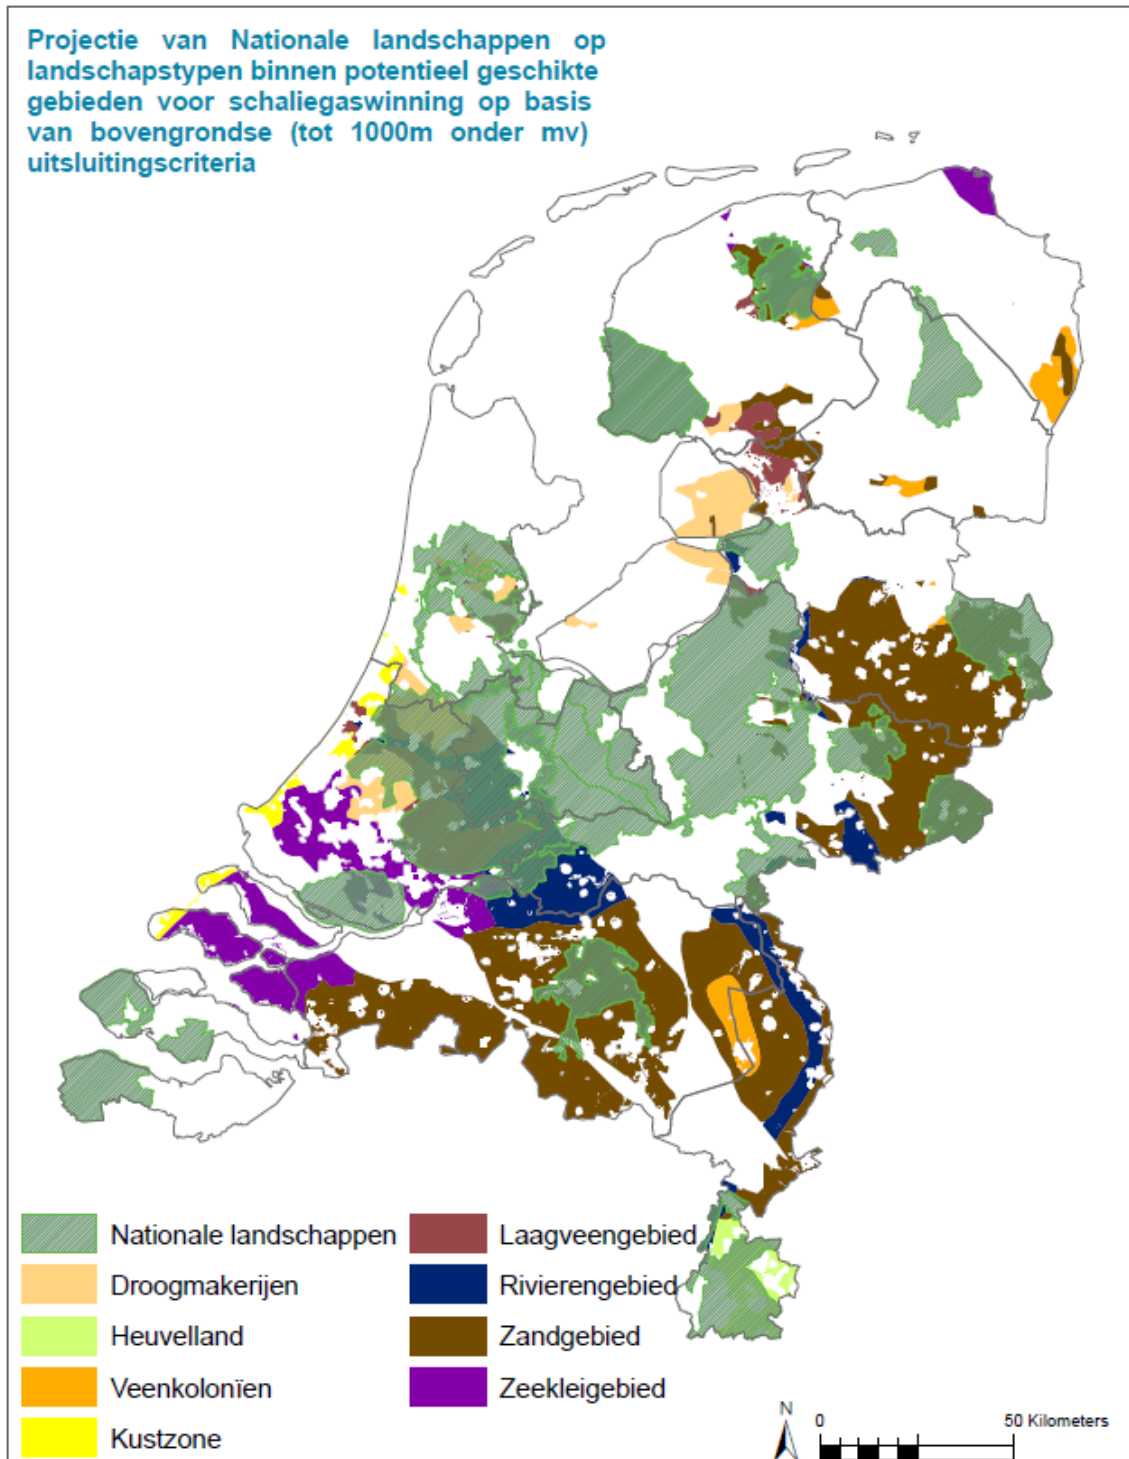 Projectie van Nationale landschappen op
landschapstypen binnen potentieel geschikte
gebieden voor schaliegaswinning op basis
van bovengrondse (tot 1000m onder mv)
uitsluitingscriteria
Nationale landschappen
Droogmakerijen
Heuvelland
Veenkolonïen
Kustzone
Laagveengebied
Rivierengebied
Zandgebied
Zeekleigebied
N
0 50 Kilometers